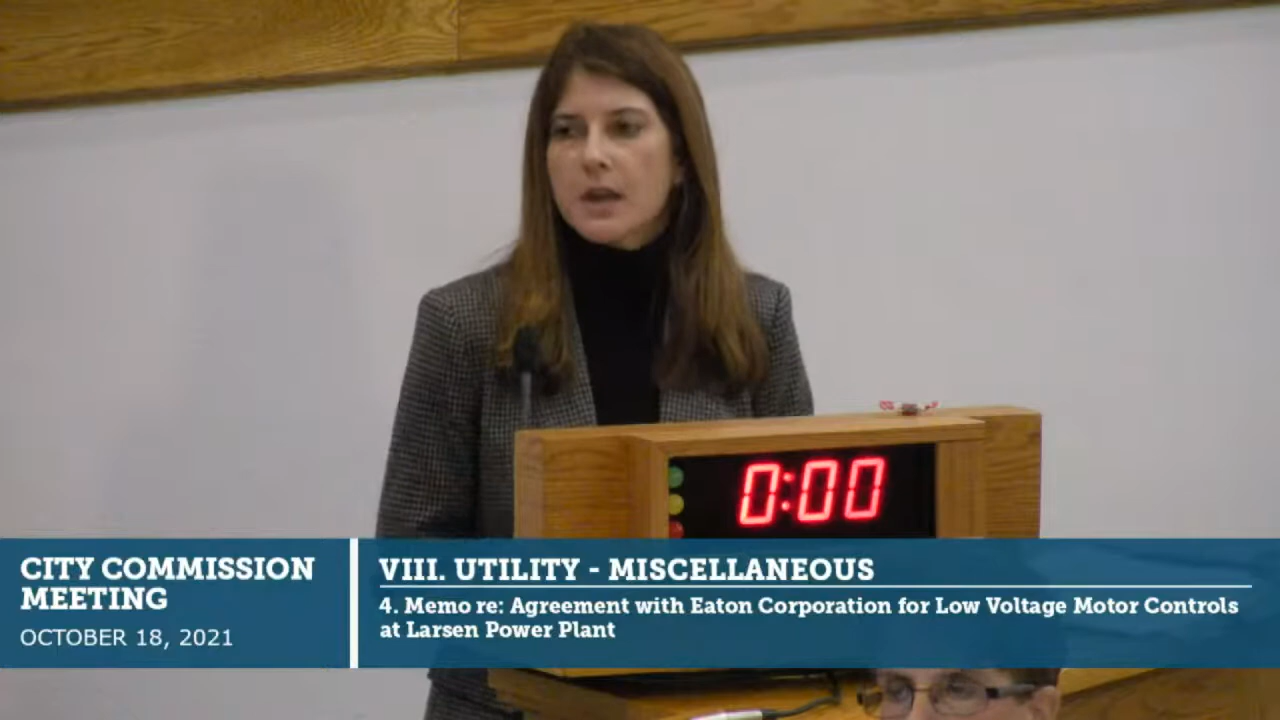 0:00
CITY COMMISSION
MEETING
OCTOBER 18, 2021
VIII. UTILITY - MISCELLANEOUS
4. Memo re: Agreement with Eaton Corporation for Low Voltage Motor Controls
at Larsen Power Plant